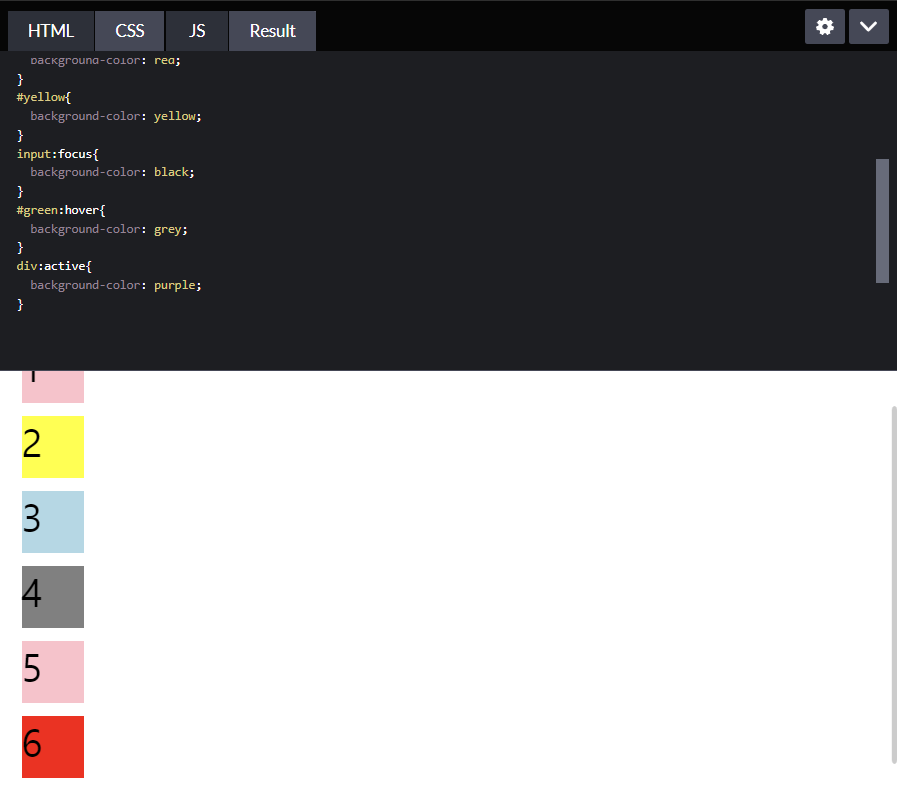 HTML CSS JS Result
background-color: red;
}
#yellow{
background-color: yellow;
}
input:focus{
background-color: black;
}
#green:hover{
background-color: grey;
}
div:active{
background-color: purple;
}
1
2
3
4
5
6